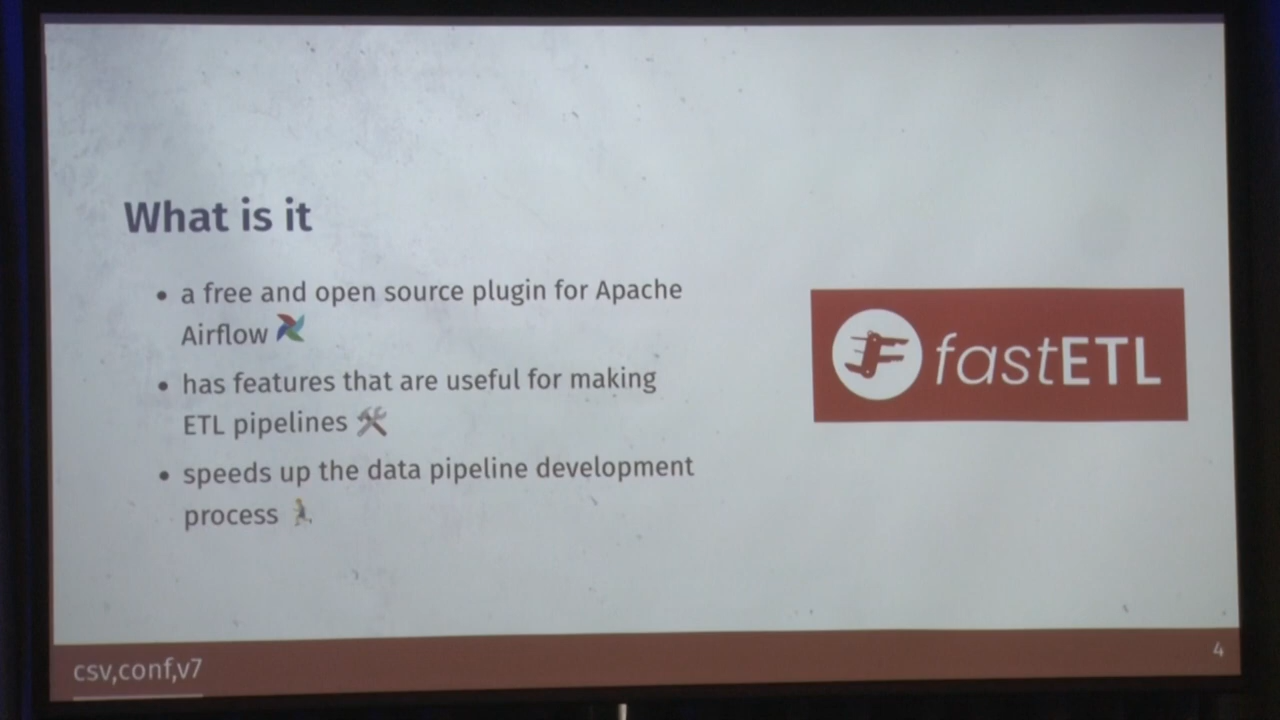 What is it
• a free and open source plugin for Apache
Airflow
• has features that are useful for making
ETL pipelines 🛠
• speeds up the data pipeline development
process
fastETL
csv,conf,v7
4